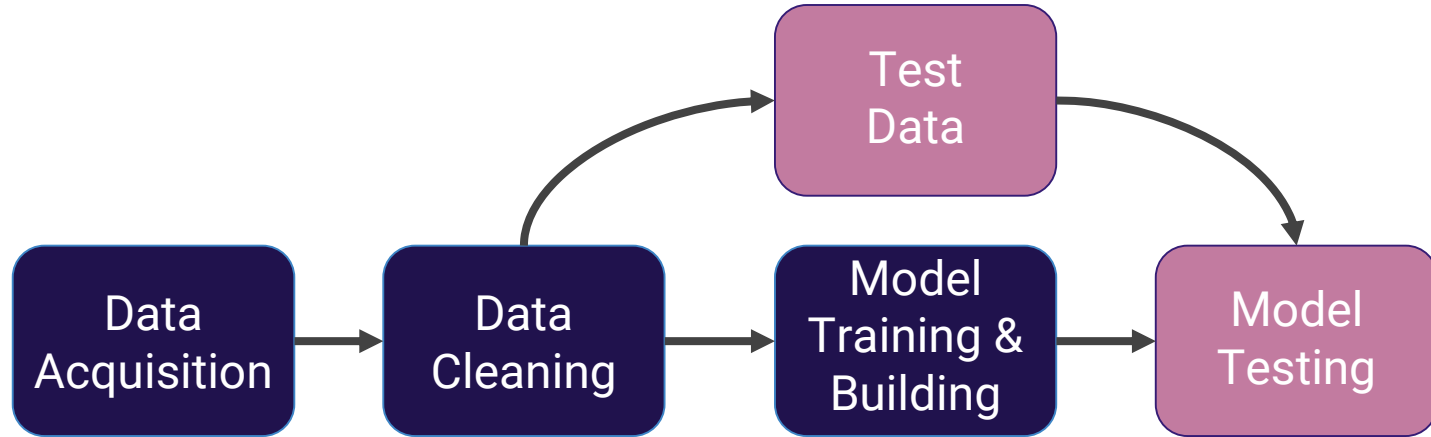 Test
Data
Data
Acquisition
Data
Cleaning
Model
Training &
Building
Model
Testing